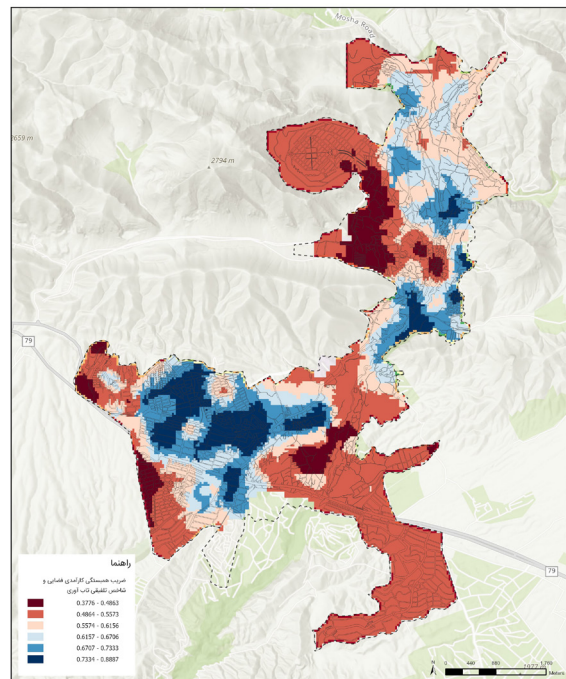 Mosha Road
2659 m
2794 m
79
79
راهنما
ضریب همبستگی کارآمدی فضایی و
شاخص تلفیقی تاب آوری
0.3776 - 0.4863
0.4864 - 0.5573
0.5574 - 0.6156
0.6157 - 0.6706
0.6707 - 0.7333
0.7334 - 0.8887
N
0 440 880 1,760
Meters
1977 m